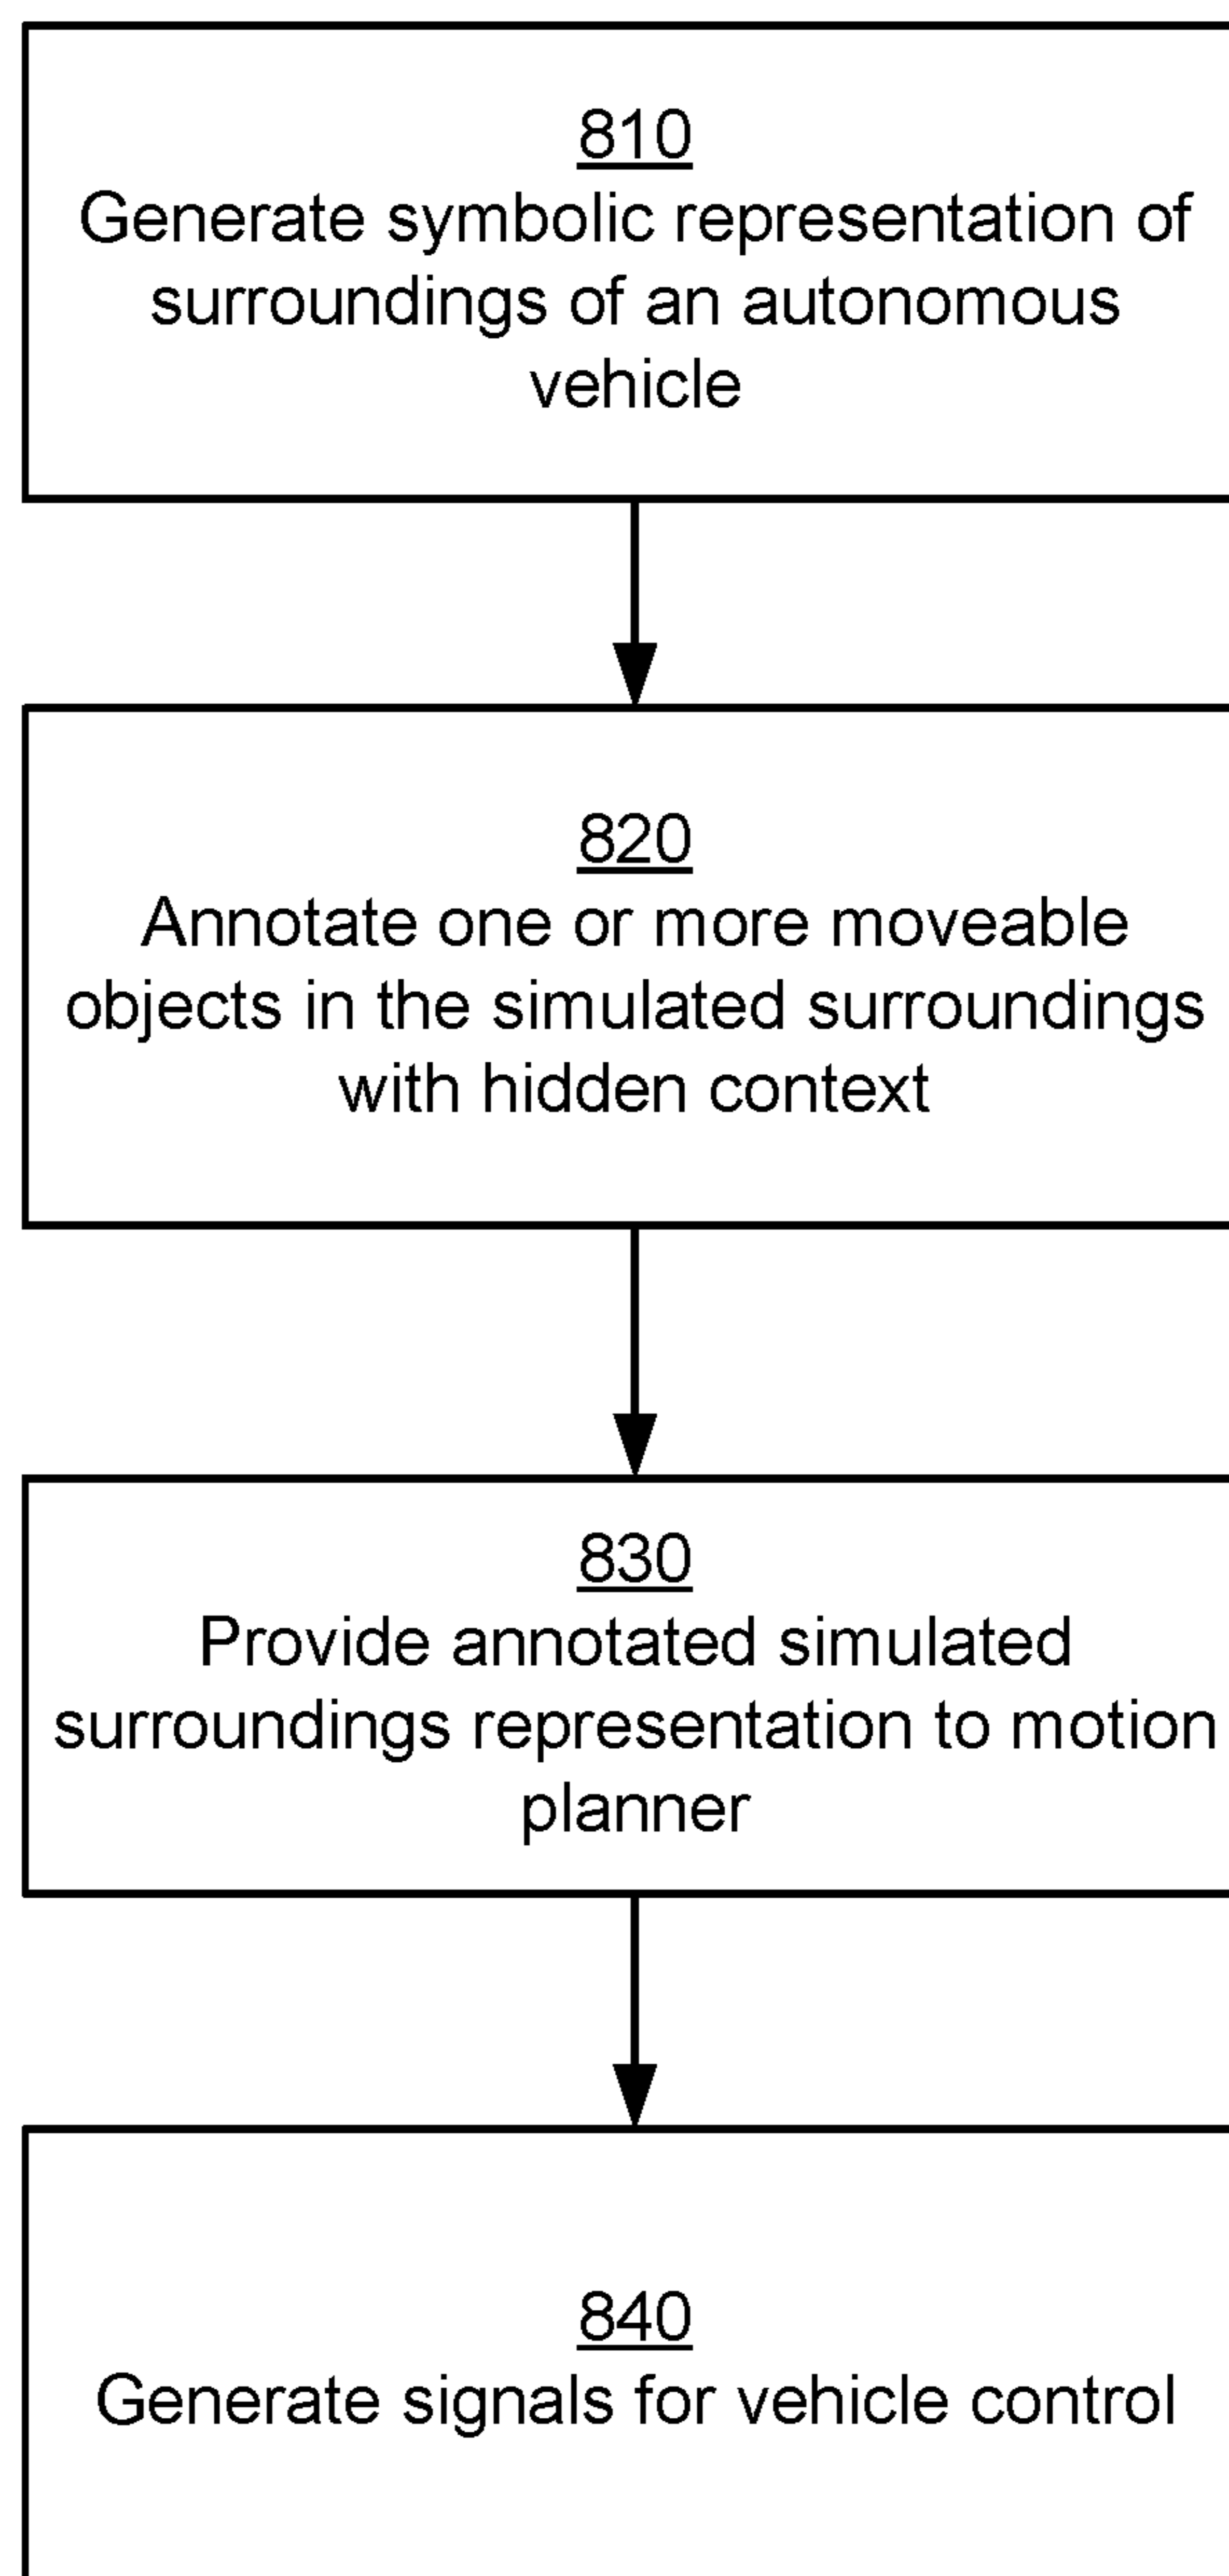 810
Generate symbolic representation of
surroundings of an autonomous
vehicle
820
Annotate one or more moveable
objects in the simulated surroundings
with hidden context
830
Provide annotated simulated
surroundings representation to motion
planner
840
Generate signals for vehicle control